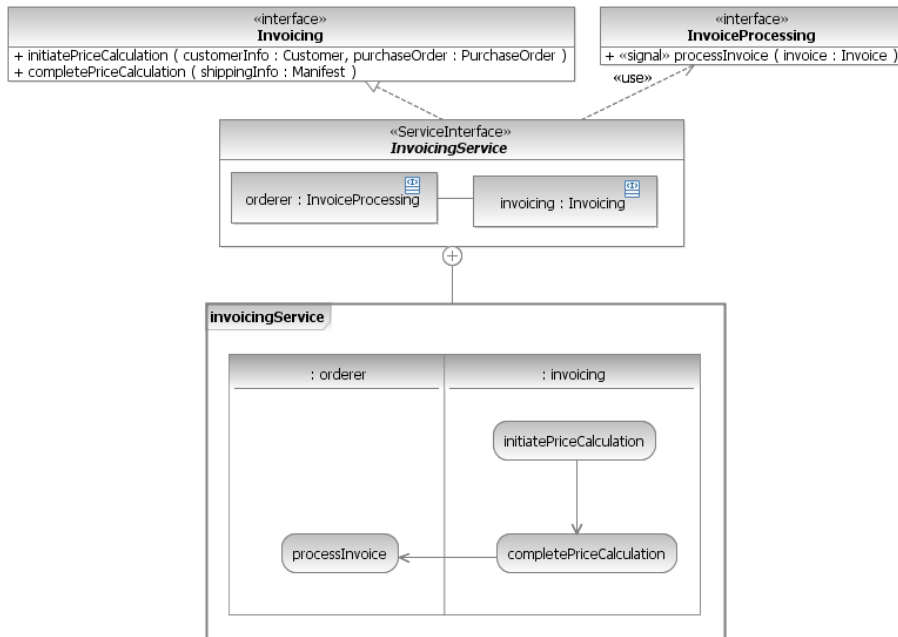 «interface»
Invoicing
+ initiatePriceCalculation ( customerInfo : Customer, purchaseOrder : PurchaseOrder )
+ completePriceCalculation ( shippingInfo : Manifest )
«interface»
InvoiceProcessing
+ «signal» processInvoice ( invoice : Invoice )
«use»
«ServiceInterface»
InvoicingService
orderer : InvoiceProcessing
invoicing : Invoicing
invoicingService
: orderer
: invoicing
initiatePriceCalculation
processInvoice
completePriceCalculation